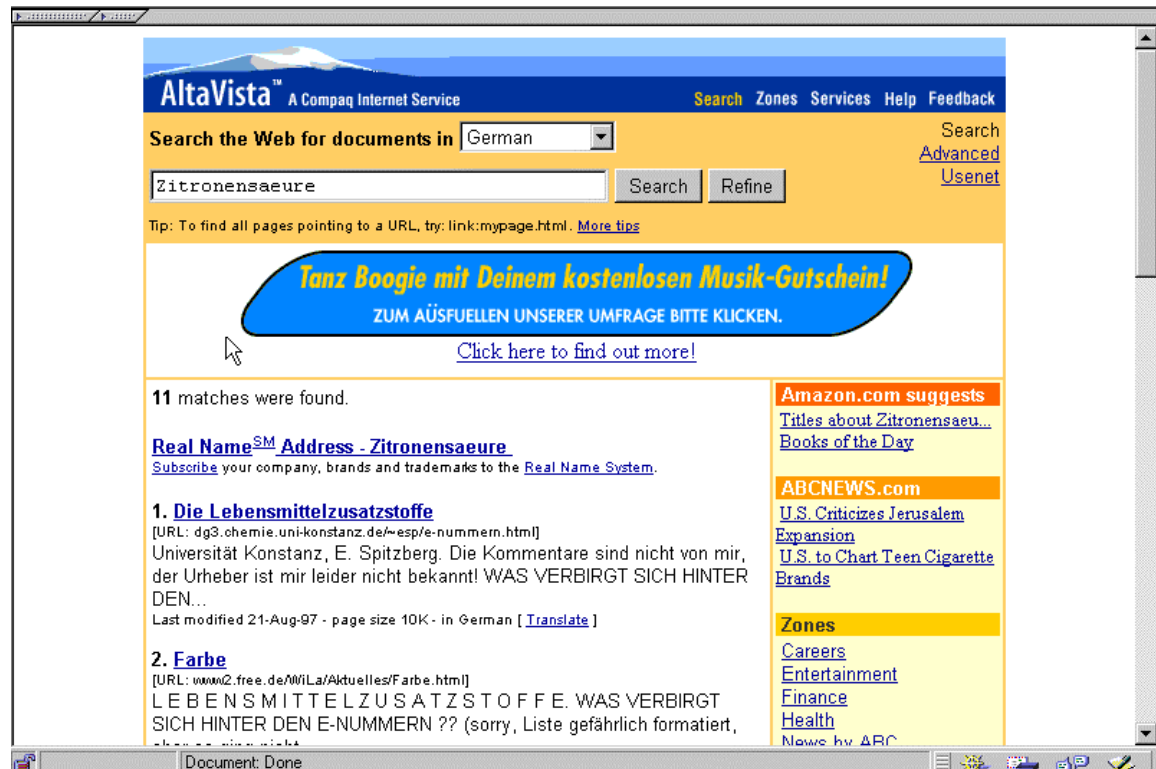 AltaVista™ A Compaq Internet Service
Search Zones Services Help Feedback
Search the Web for documents in German
Search
Advanced
Usenet
Zitronensaeure
Search Refine
Tip: To find all pages pointing to a URL, try: link:mypage.html. More tips
Tanz Boogie mit Deinem kostenlosen Musik-Gutschein!
ZUM AÜSFUELLEN UNSERER UMFRAGE BITTE KLICKEN.
Click here to find out more!
11 matches were found.
Real Name SM Address - Zitronensaeure
Subscribe your company, brands and trademarks to the Real Name System.
1. Die Lebensmittelzusatzstoffe
[URL: dg3.chemie.uni-konstanz.de/~esp/e-nummern.html]
Universität Konstanz, E. Spitzberg. Die Kommentare sind nicht von mir,
der Urheber ist mir leider nicht bekannt! WAS VERBIRGT SICH HINTER
DEN...
Last modified 21-Aug-97 - page size 10K - in German [ Translate ]
2. Farbe
[URL: www2.free.de/WiLa/Aktuelles/Farbe.html]
L E B E N S M I T T E L Z U S A T Z S T O F F E. WAS VERBIRGT
SICH HINTER DEN E-NUMMERN ?? (sorry, Liste gefährlich formatiert,
Amazon.com suggests
Titles about Zitronensaeu...
Books of the Day
ABCNEWS.com
U.S. Criticizes Jerusalem
Expansion
U.S. to Chart Teen Cigarette
Brands
Zones
Careers
Entertainment
Finance
Health
News by ABC
Document: Done